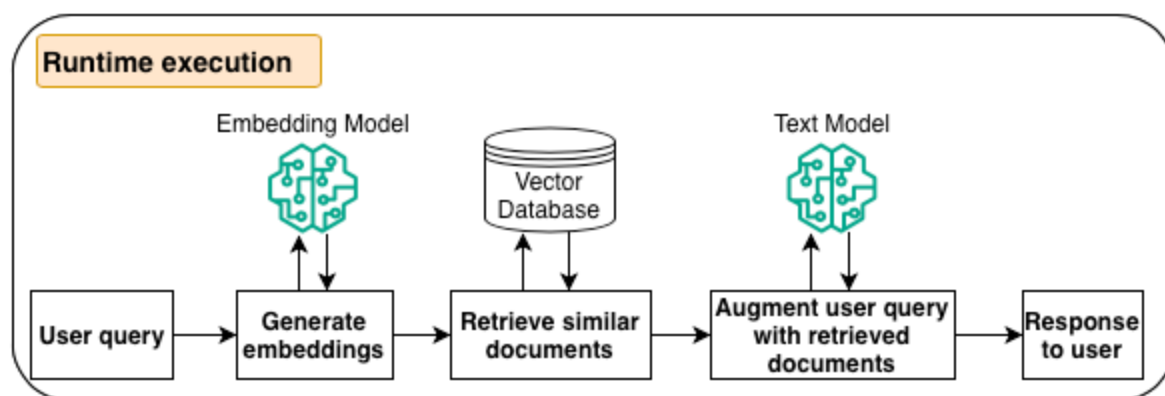 Runtime execution
Embedding Model
Vector
Database
Text Model
User query
Generate
embeddings
Retrieve similar
documents
Augment user query
with retrieved
documents
Response
to user